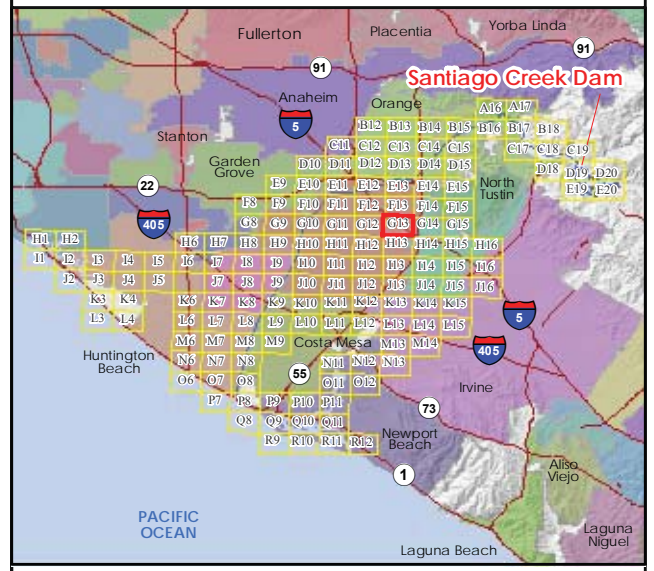 Fullerton Placentia Yorba Linda
91
91
Santiago Creek Dam
Anaheim
Orange
A16 A17
5
B12 B13 B14 B15 B16 B17 B18
Stanton
C11 C12 C13 C14 C15 C17 C18 C19
Garden
Grove
D10 D11 D12 D13 D14 D15 D18 D19 D20
22
E9 E10 E11 E12 E13 E14 E15 E19 E20
North
Tustin
F8 F9 F10 F11 F12 F13 F14 F15
405
G8 G9 G10 G11 G12 G13 G14 G15
H1 H2 H6 H7 H8 H9 H10 H11 H12 H13 H14 H15 H16
I1 I2 I3 I4 I5 I6 I7 I8 I9 I10 I11 I12 I13 I14 I15 I16
J2 J3 J4 J5 J7 J8 J9 J10 J11 J12 J13 J14 J15 J16
K3 K4 K6 K7 K8 K9 K10 K11 K12 K13 K14 K15
5
L3 L4 L6 L7 L8 L9 L10 L11 L12 L13 L14 L15
M6 M7 M8 M9 Costa Mesa M13 M14
405
Huntington
Beach
N6 N7 N8 N11 N12 N13
55
O6 O7 O8 O11 O12
Irvine
P7 P8 P9 P10 P11
73
Q8 Q9 Q10 Q11
R9 R10 R11 R12
Newport
Beach
1
Aliso
Viejo
PACIFIC
OCEAN
Laguna
Niguel
Laguna Beach